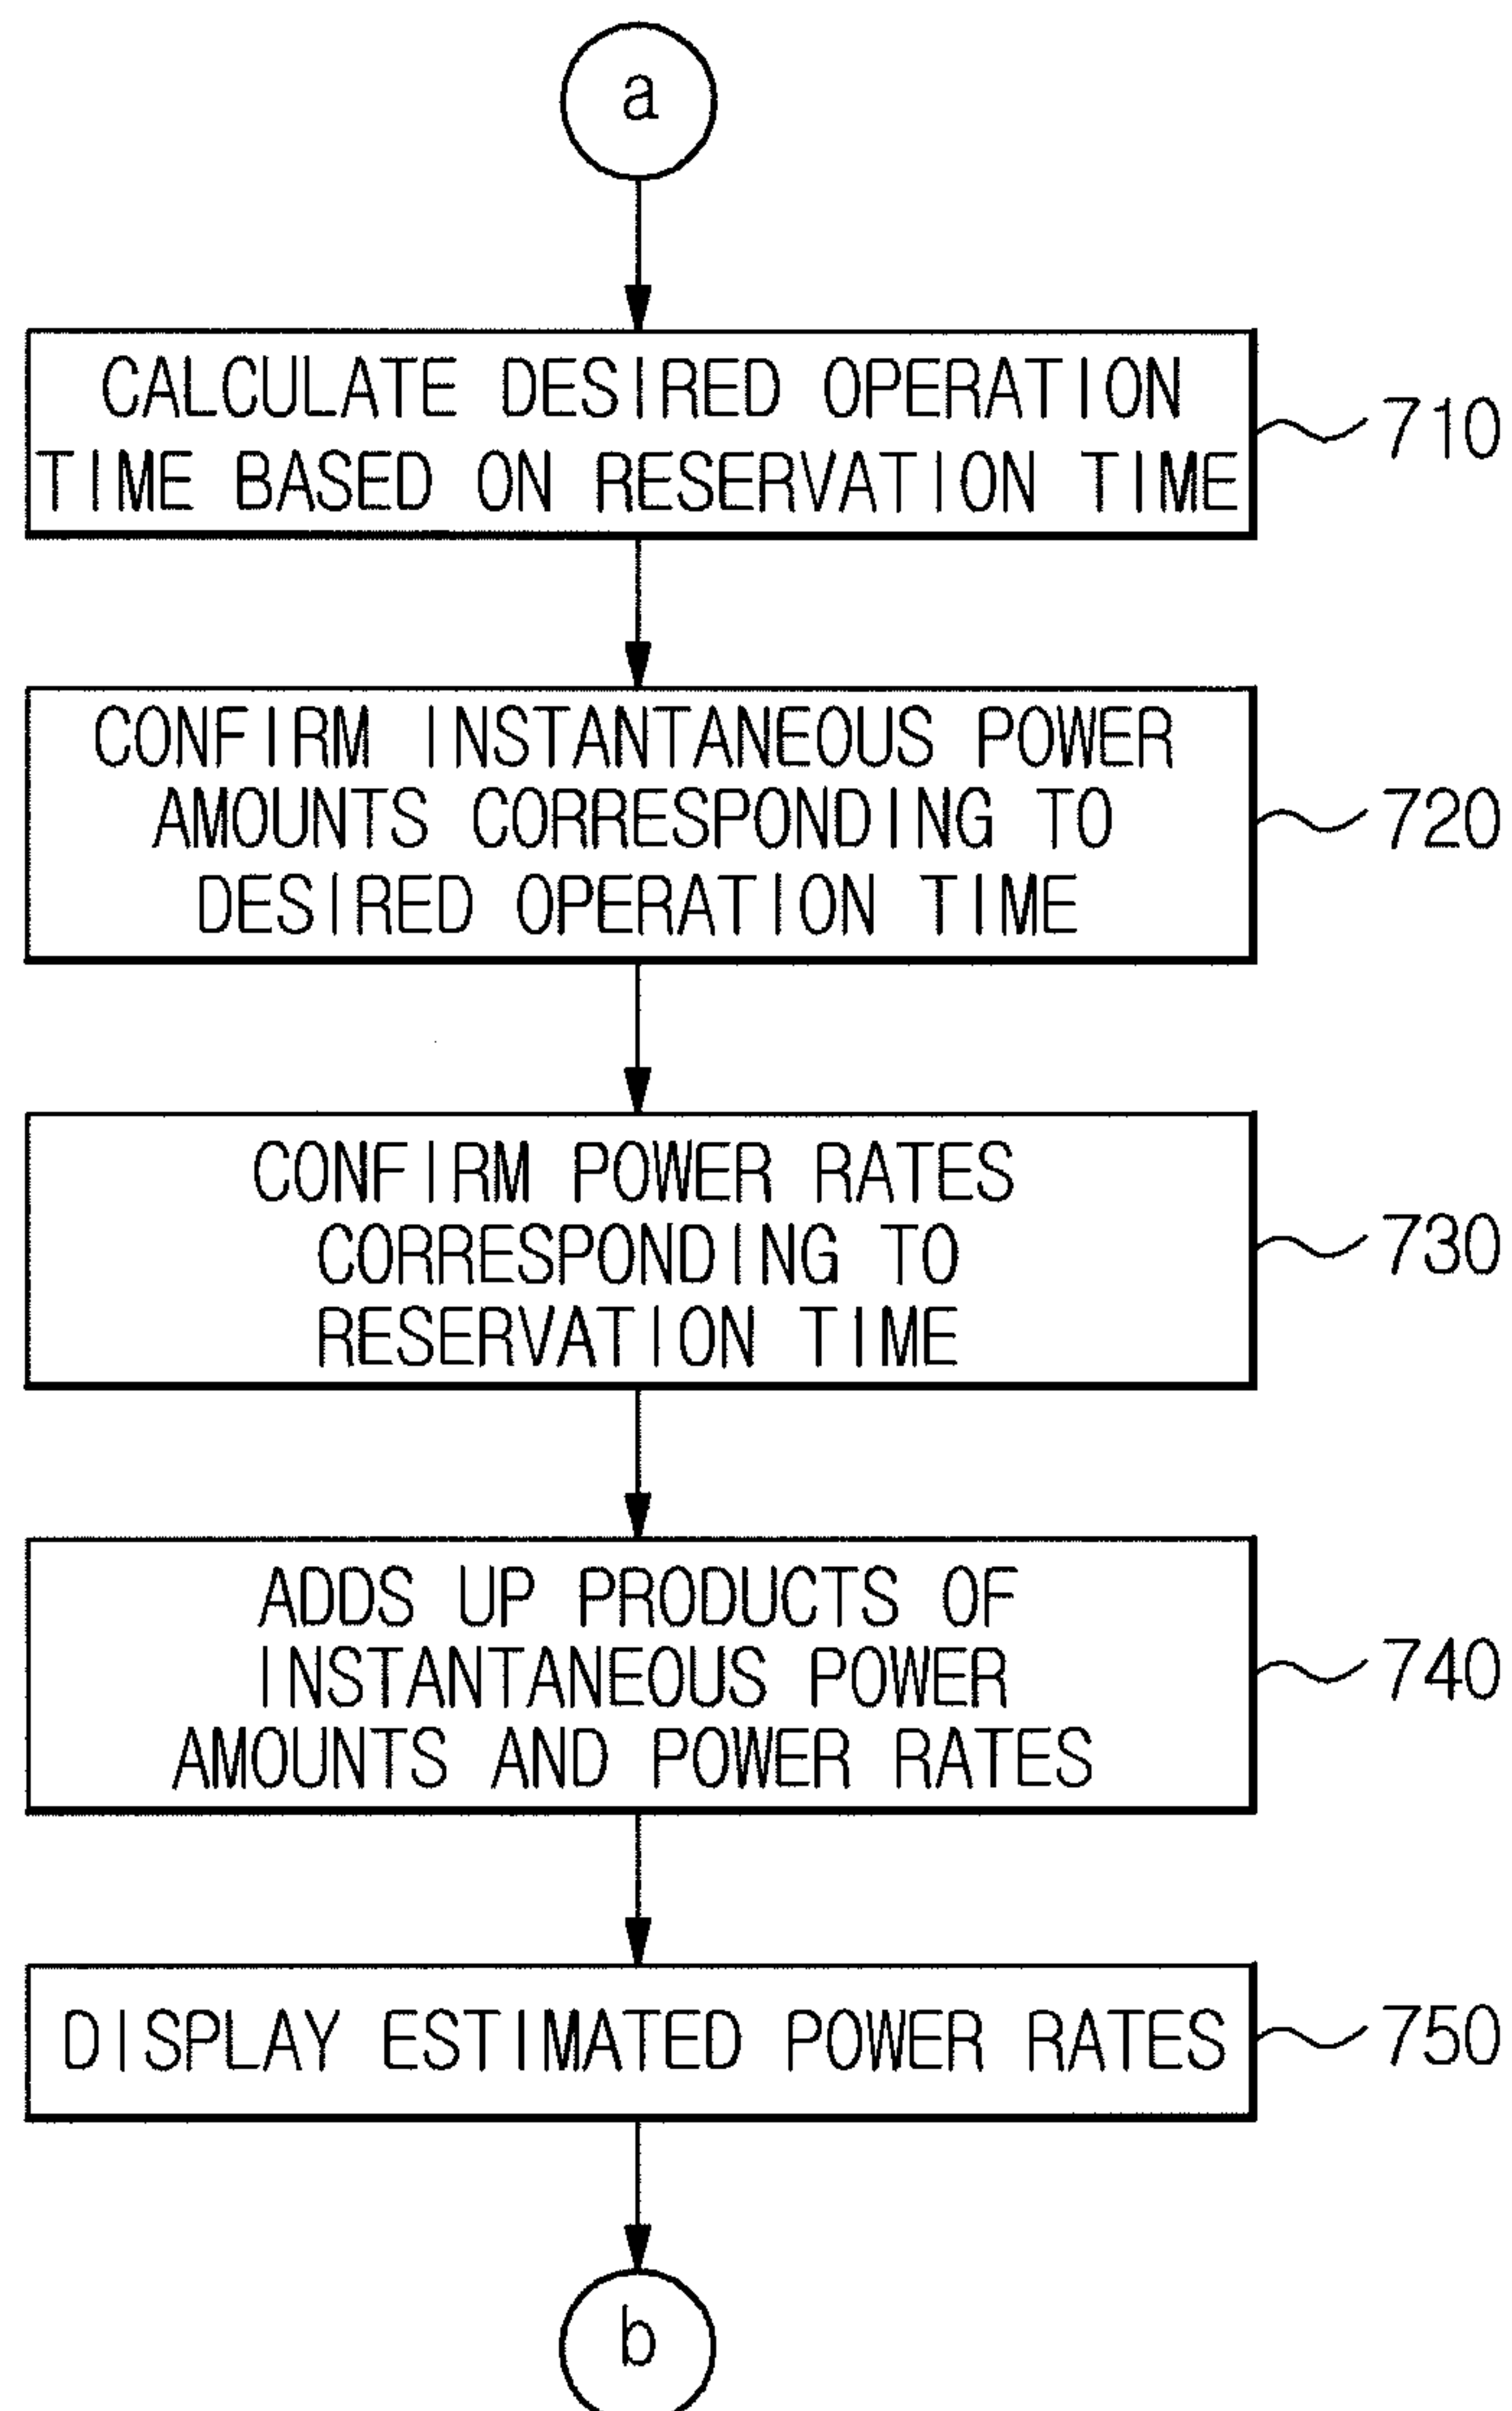 a
CALCULATE DESIRED OPERATION
TIME BASED ON RESERVATION TIME
710
CONFIRM INSTANTANEOUS POWER
AMOUNTS CORRESPONDING TO
DESIRED OPERATION TIME
720
CONFIRM POWER RATES
CORRESPONDING TO
RESERVATION TIME
730
ADDS UP PRODUCTS OF
INSTANTANEOUS POWER
AMOUNTS AND POWER RATES
740
DISPLAY ESTIMATED POWER RATES
750
b